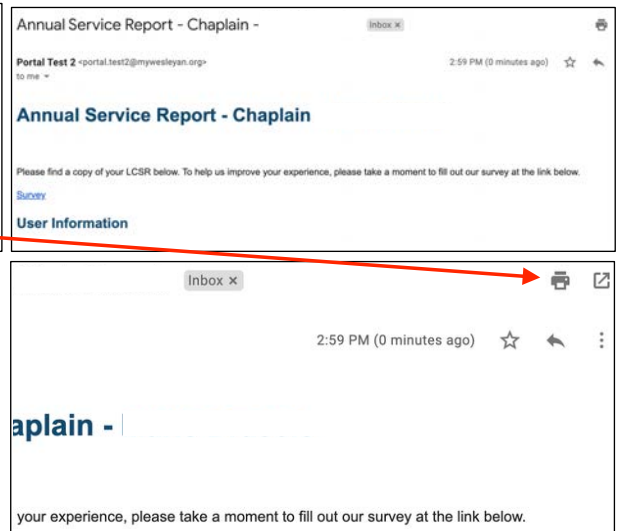 Annual Service Report - Chaplain -
Inbox ×
Portal Test 2 <portal.test2@mywesleyan.org>
2:59 PM (0 minutes ago)
to me
Annual Service Report - Chaplain
Please find a copy of your LCSR below. To help us improve your experience, please take a moment to fill out our survey at the link below.
Survey
User Information
Inbox ×
2:59 PM (0 minutes ago)
aplain -
your experience, please take a moment to fill out our survey at the link below.